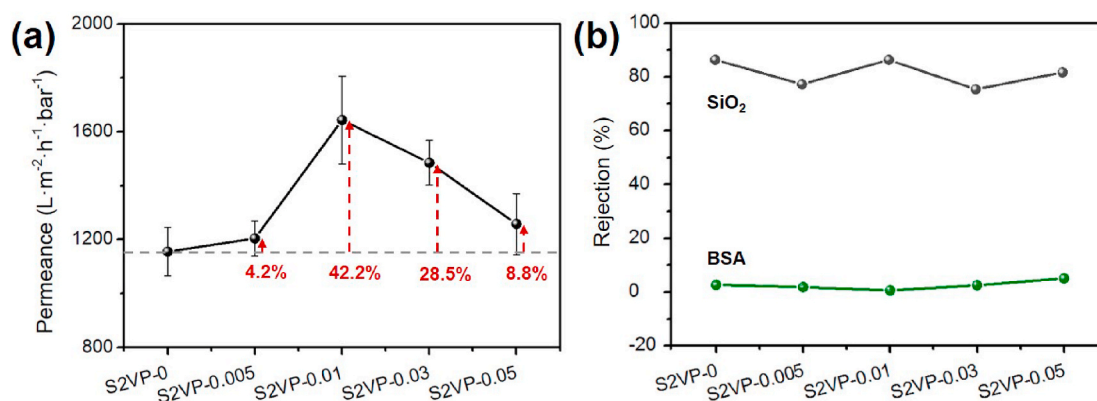 (a)
2000
1600
1200
800
Permeance (L·m⁻²·h⁻¹·bar⁻¹)
4.2%
42.2%
28.5%
8.8%
S2VP-0
S2VP-0.005
S2VP-0.01
S2VP-0.03
S2VP-0.05
(b)
100
80
60
40
20
0
-20
Rejection (%)
SiO₂
BSA
S2VP-0
S2VP-0.005
S2VP-0.01
S2VP-0.03
S2VP-0.05